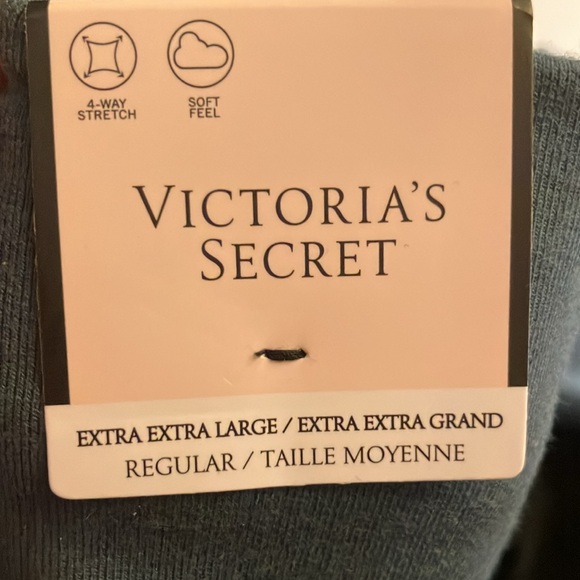 4-WAY
STRETCH
SOFT
FEEL
VICTORIA'S
SECRET
EXTRA EXTRA LARGE / EXTRA EXTRA GRAND
REGULAR / TAILLE MOYENNE